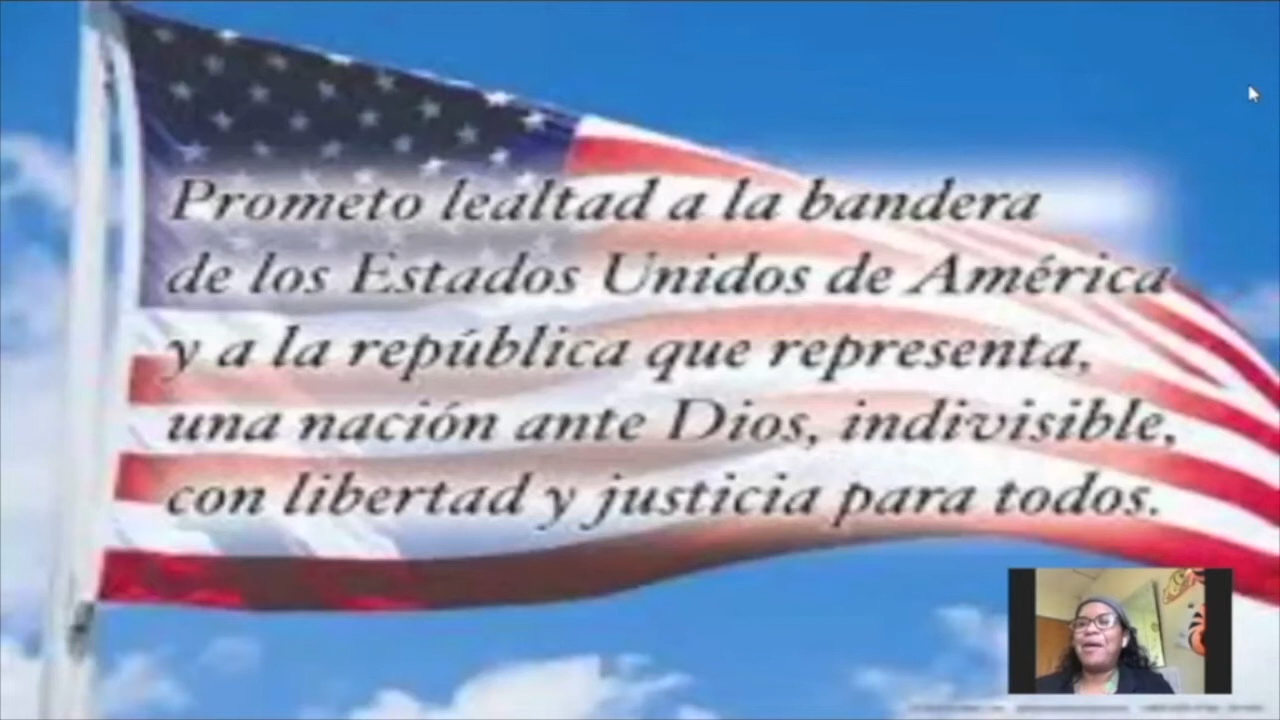 Prometo lealtad a la bandera
de los Estados Unidos de América
y a la república que representa,
una nación ante Dios, indivisible,
con libertad y justicia para todos.